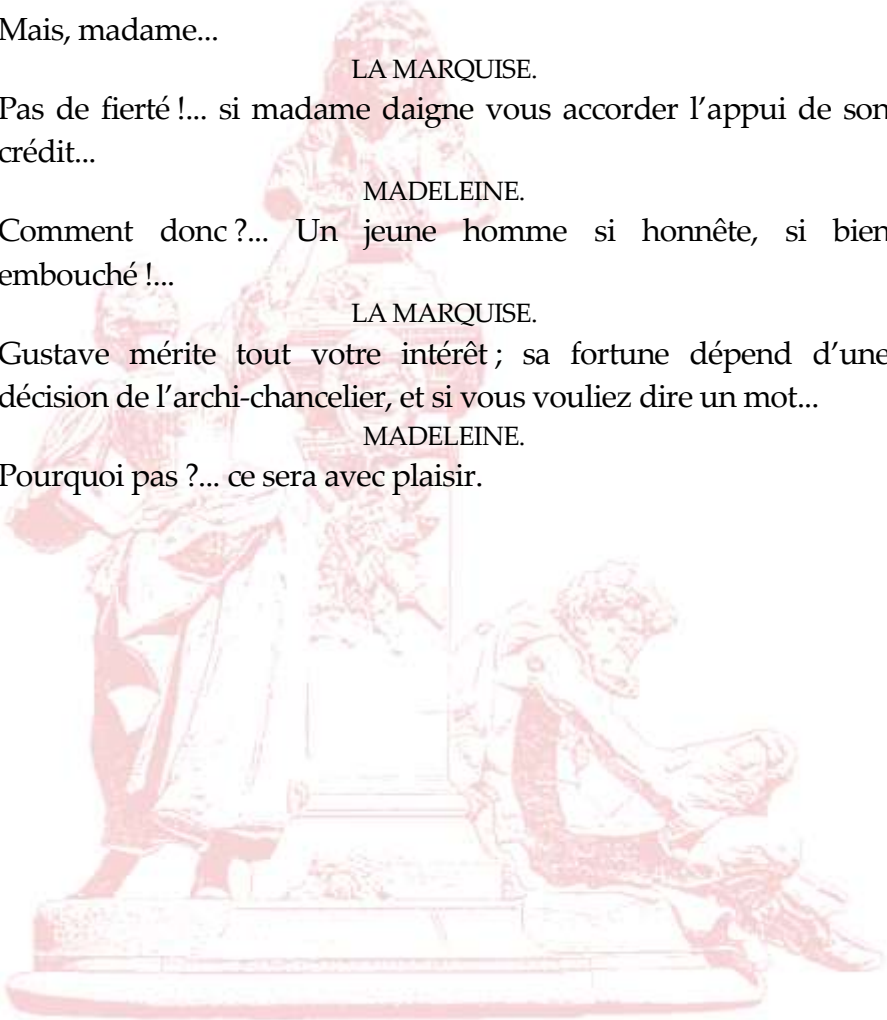 Mais, madame...
LA MARQUISE.
Pas de fierté !... si madame daigne vous accorder l’appui de son
crédit...
MADELEINE.
Comment donc ?... Un jeune homme si honnête, si bien
embouché !...
LA MARQUISE.
Gustave mérite tout votre intérêt ; sa fortune dépend d’une
décision de l’archi-chancelier, et si vous vouliez dire un mot...
MADELEINE.
Pourquoi pas ?... ce sera avec plaisir.